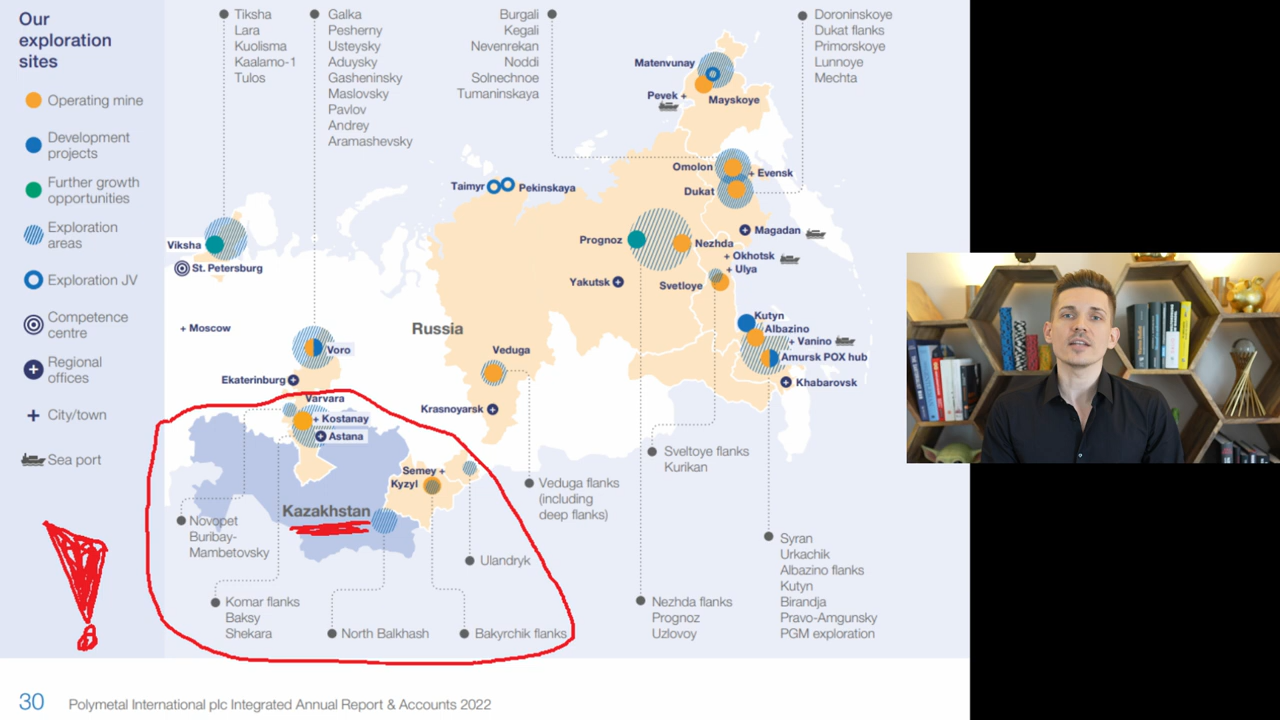 Our
exploration
sites
Operating mine
Development
projects
Further growth
opportunities
Exploration
areas
Exploration JV
Competence
centre
Regional
offices
City/town
Sea port
Tiksha
Lara
Kuolisma
Kaalamo-1
Tulos
Galka
Pesherny
Usteysky
Aduysky
Gasheninsky
Maslovsky
Pavlov
Andrey
Aramashevsky
Burgali
Kegali
Nevenrekan
Noddi
Solnechnoe
Tumaninskaya
Doroninskoye
Dukat flanks
Primorskoye
Lunnoye
Mechta
Matenvunay
Pevek +
Mayskoye
Omolon
+ Evensk
Dukat
Taimyr
Pekinskaya
Viksha
St. Petersburg
Prognoz
Nezhda
Magadan
+ Okhotsk
+ Ulya
Yakutsk
Svetloye
+ Moscow
Russia
Kutyn
Albazino
+ Vanino
Amursk POX hub
Khabarovsk
Voro
Veduga
Ekaterinburg
Varvara
+ Kostanay
Astana
Krasnoyarsk
Semey +
Kyzyl
Kazakhstan
Sveltoye flanks
Kurikan
Veduga flanks
(including
deep flanks)
Novopet
Buribay-
Mambetovsky
Ulandryk
Komar flanks
Baksy
Shekara
North Balkhash
Bakyrchik flanks
Nezhda flanks
Prognoz
Uzlovoy
Syran
Urkachik
Albazino flanks
Kutyn
Birandja
Pravo-Amgunsky
PGM exploration
30 Polymetal International plc Integrated Annual Report & Accounts 2022